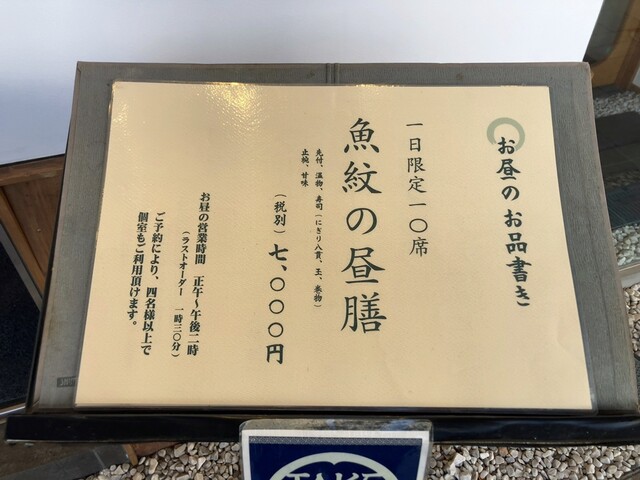 お昼のお品書き
一日限定一〇席
魚紋の昼膳
先付、温物、寿司(にぎり八貫、玉、巻物)
止椀、甘味
(税別)七、〇〇〇円
お昼の営業時間 正午～午後二時
(ラストオーダー 一時三〇分)
ご予約により、四名様以上で
個室もご利用頂けます。
TAKE